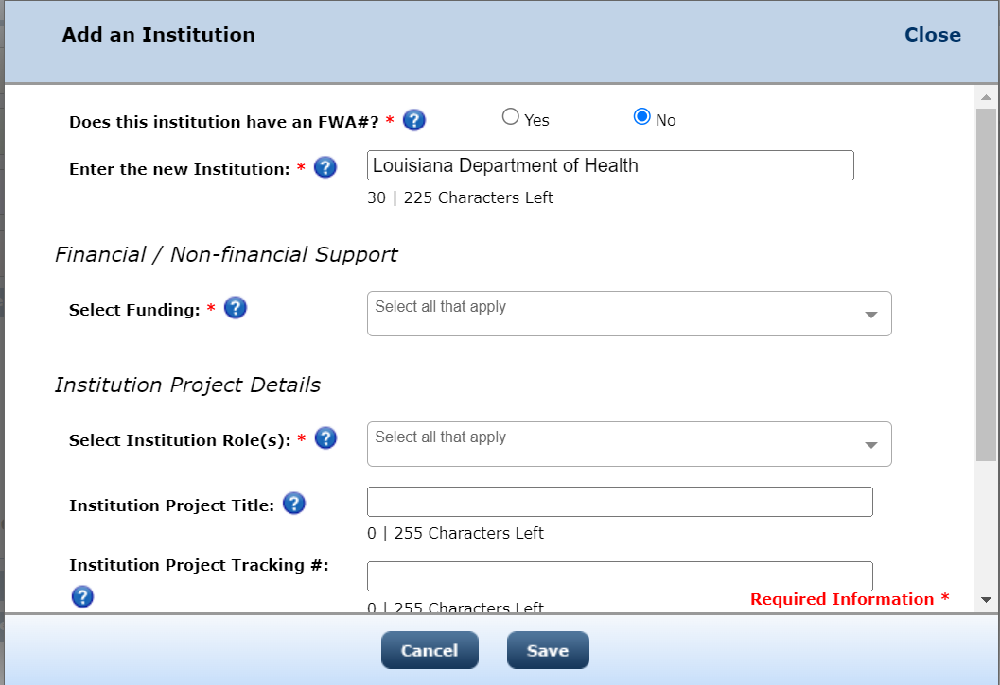 Add an Institution
Close
Does this institution have an FWA#? * ?
Yes
No
Enter the new Institution: * ?
Louisiana Department of Health
30 | 225 Characters Left
Financial / Non-financial Support
Select Funding: * ?
Select all that apply
Institution Project Details
Select Institution Role(s): * ?
Select all that apply
Institution Project Title: ?
0 | 255 Characters Left
Institution Project Tracking #:
?
0 | 255 Characters Left
Required Information *
Cancel
Save